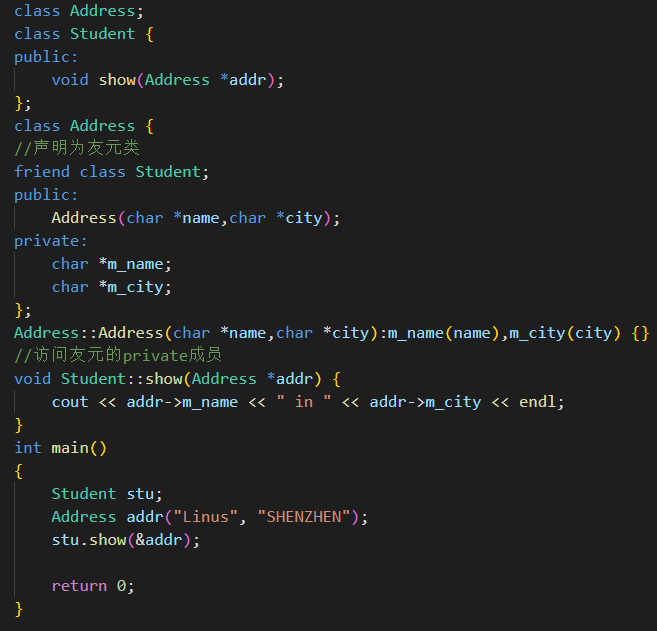 class Address;
class Student {
public:
    void show(Address *addr);
};
class Address {
//声明为友元类
friend class Student;
public:
    Address(char *name,char *city);
private:
    char *m_name;
    char *m_city;
};
Address::Address(char *name,char *city):m_name(name),m_city(city) {}
//访问友元的private成员
void Student::show(Address *addr) {
    cout << addr->m_name << " in " << addr->m_city << endl;
}
int main()
{
    Student stu;
    Address addr("Linus", "SHENZHEN");
    stu.show(&addr);

    return 0;
}